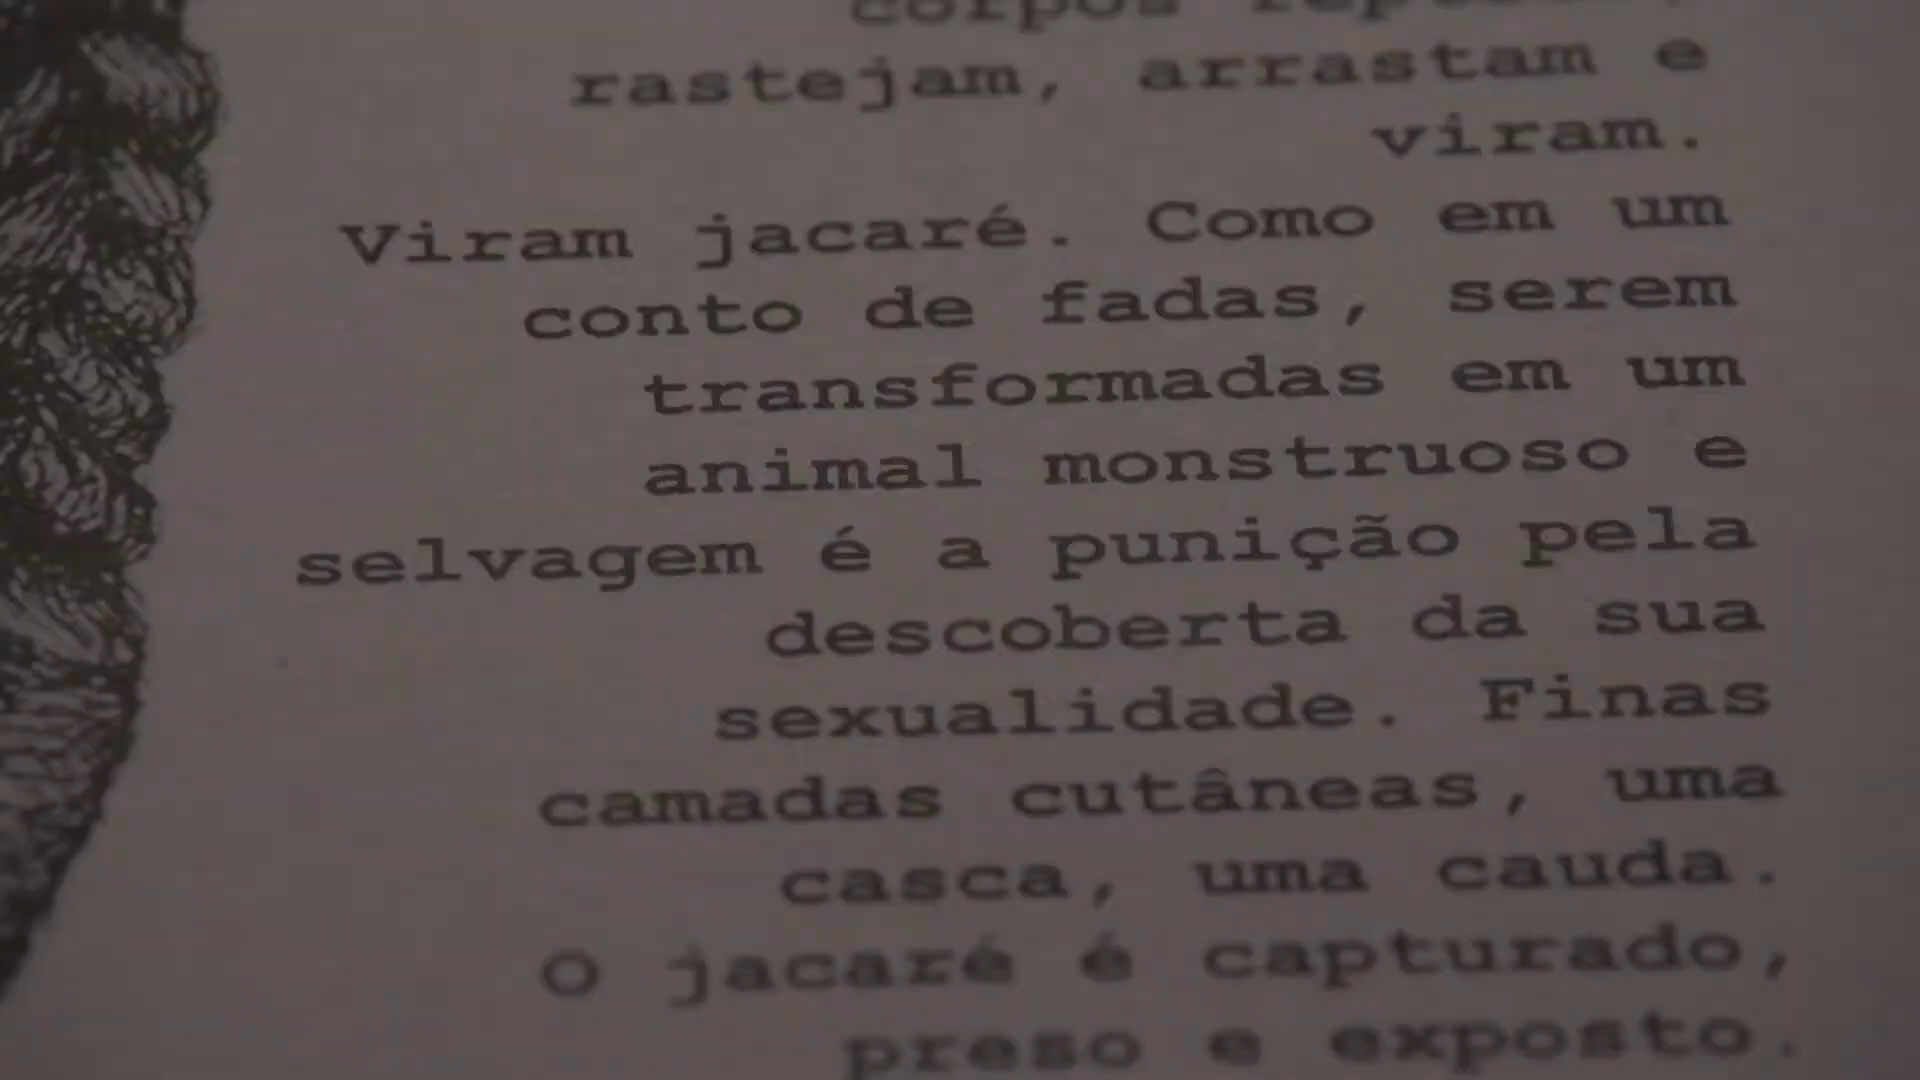 corpos
rastejam, arrastam e
viram.
Viram jacaré. Como em um
conto de fadas, serem
transformadas em um
animal monstruoso e
selvagem é a punição pela
descoberta da sua
sexualidade. Finas
camadas cutâneas, uma
casca, uma cauda.
O jacaré é capturado,
preso e exposto.